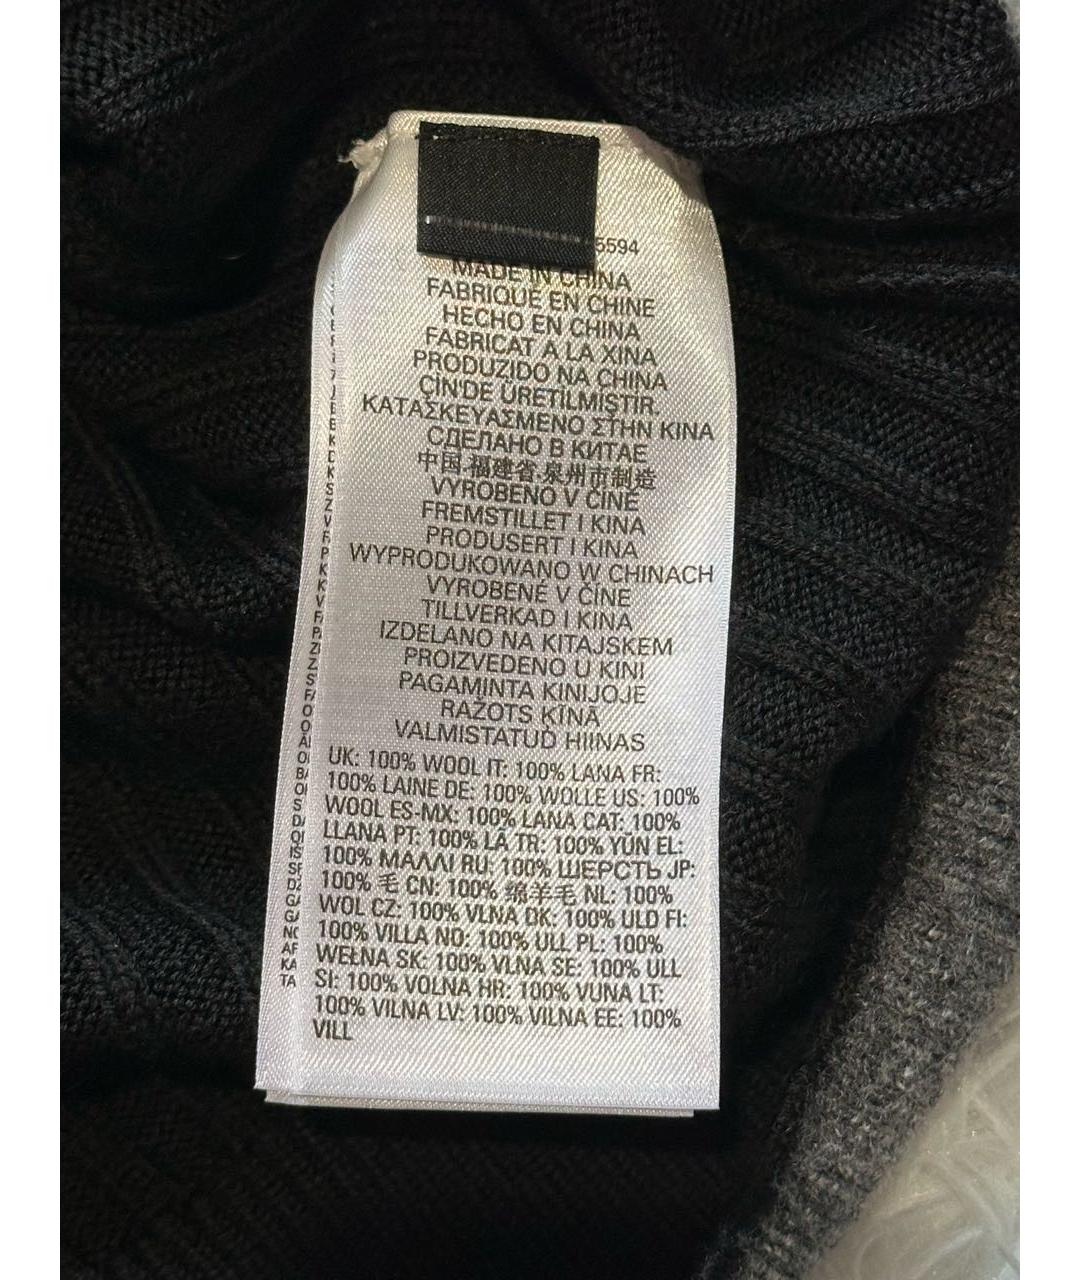 5594
MADE IN CHINA
FABRIQUÉ EN CHINE
HECHO EN CHINA
FABRICAT A LA XINA
PRODUZIDO NA CHINA
ÇİN'DE ÜRETİLMİŞTİR.
ΚΑΤΑΣΚΕΥΑΣΜΕΝΟ ΣΤΗΝ ΚΙΝΑ
СДЕЛАНО В КИТАЕ
中国.福建省.泉州市制造
VYROBENO V ČÍNĚ
FREMSTILLET I KINA
PRODUSERT I KINA
WYPRODUKOWANO W CHINACH
VYROBENÉ V ČÍNE
TILLVERKAD I KINA
IZDELANO NA KITAJSKEM
PROIZVEDENO U KINI
PAGAMINTA KINIJOJE
RAŽOTS ĶĪNĀ
VALMISTATUD HIINAS
UK: 100% WOOL IT: 100% LANA FR:
100% LAINE DE: 100% WOLLE US: 100%
WOOL ES-MX: 100% LANA CAT: 100%
LLANA PT: 100% LÃ TR: 100% YÜN EL:
100% ΜΑΛΛΙ RU: 100% ШЕРСТЬ JP:
100% 毛 CN: 100% 绵羊毛 NL: 100%
WOL CZ: 100% VLNA DK: 100% ULD FI:
100% VILLA NO: 100% ULL PL: 100%
WEŁNA SK: 100% VLNA SE: 100% ULL
SI: 100% VOLNA HR: 100% VUNA LT:
100% VILNA LV: 100% VILNA EE: 100%
VILL